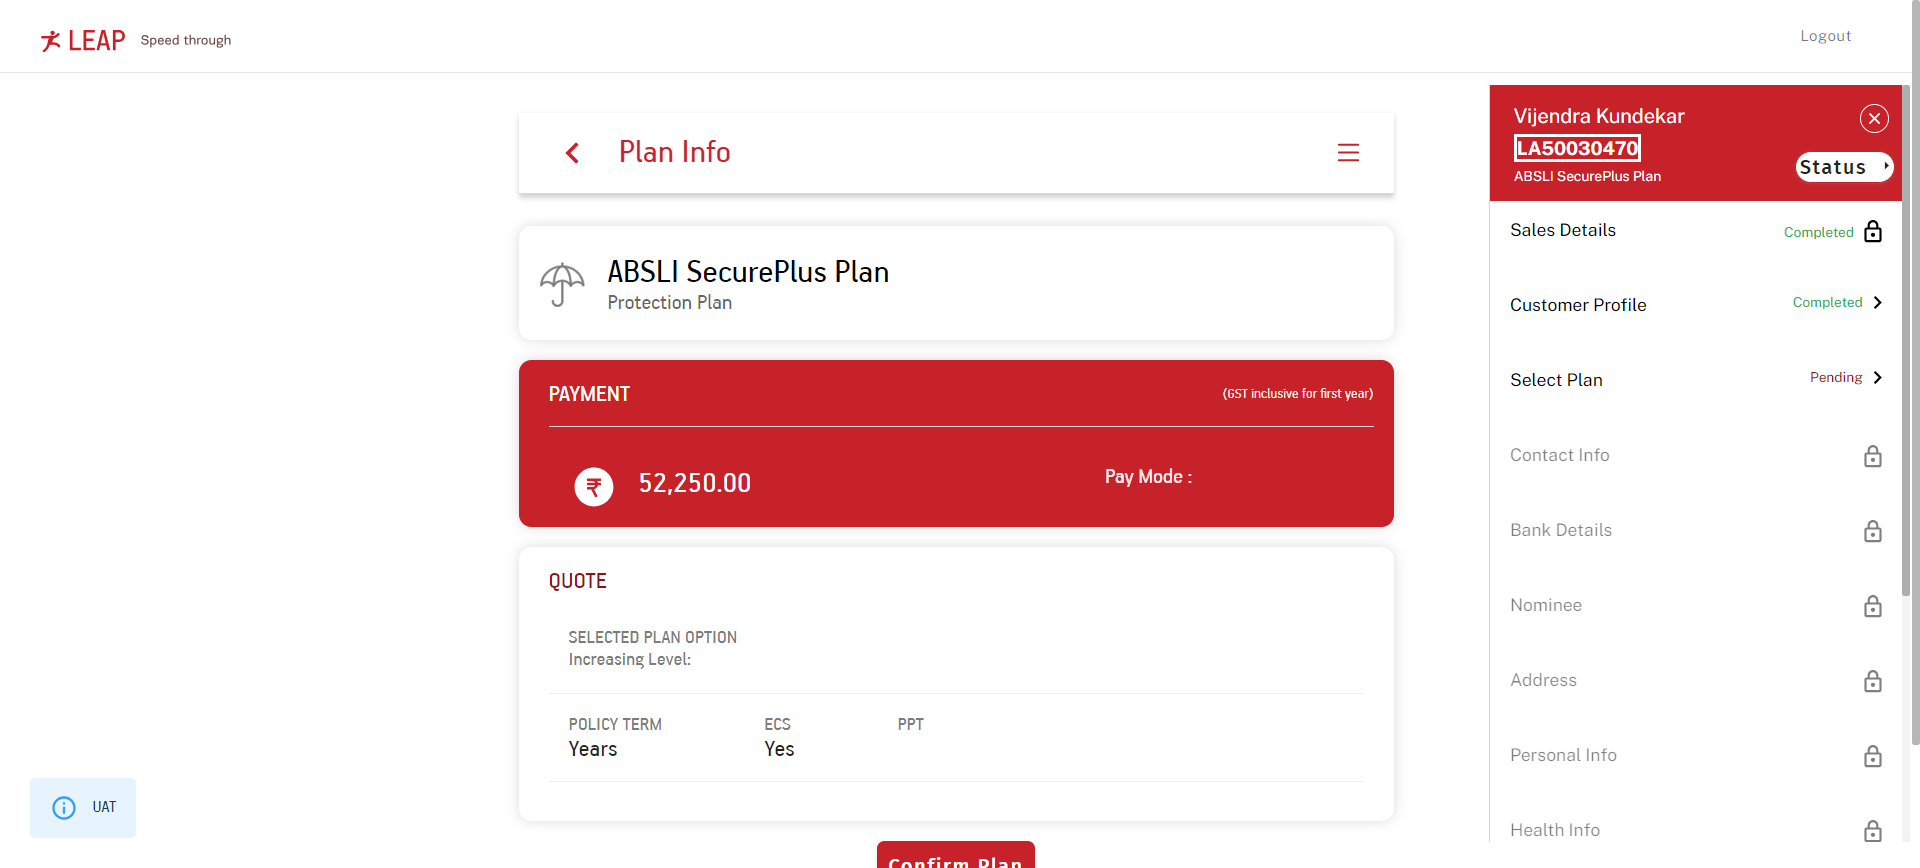 LEAP Speed through
Logout
Plan Info
ABSLI SecurePlus Plan
Protection Plan
PAYMENT
(GST inclusive for first year)
₹ 52,250.00
Pay Mode :
QUOTE
SELECTED PLAN OPTION
Increasing Level:
POLICY TERM ECS PPT
Years Yes
Confirm Plan
UAT
Vijendra Kundekar
LA50030470
ABSLI SecurePlus Plan
Status
Sales Details Completed
Customer Profile Completed
Select Plan Pending
Contact Info
Bank Details
Nominee
Address
Personal Info
Health Info